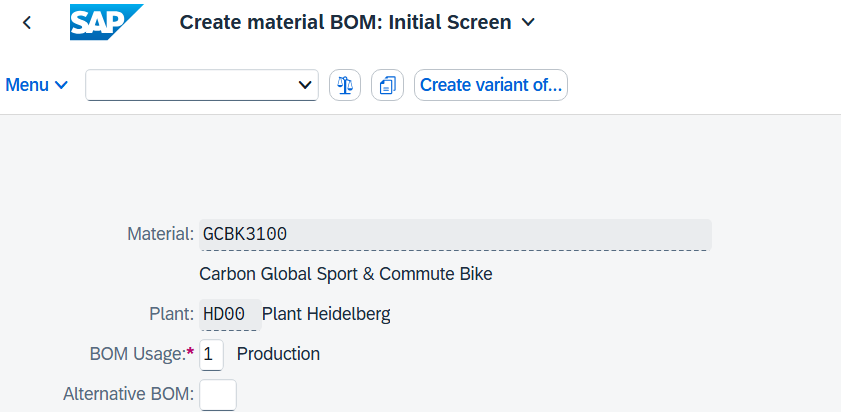 SAP Create material BOM: Initial Screen
Menu Create variant of...
Material: GCBK3100
Carbon Global Sport & Commute Bike
Plant: HD00 Plant Heidelberg
BOM Usage:* 1 Production
Alternative BOM: